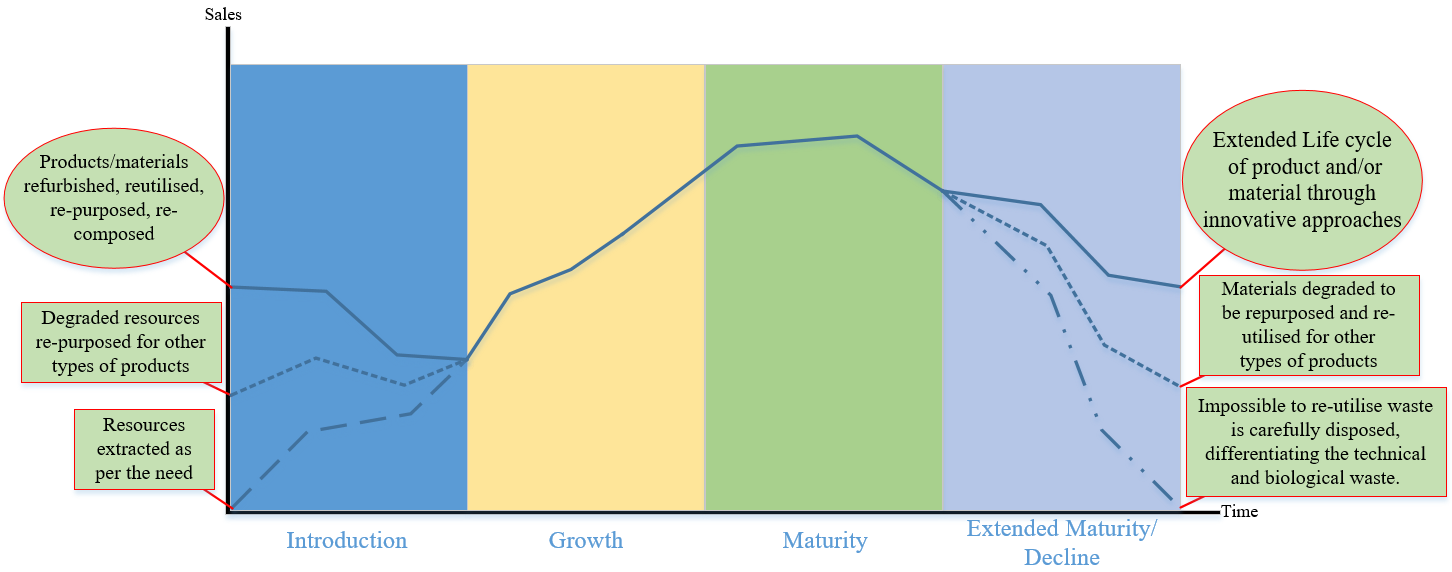 Sales
Products/materials
refurbished, reutilised,
re-purposed, re-
composed
Degraded resources
re-purposed for other
types of products
Resources
extracted as
per the need
Extended Life cycle
of product and/or
material through
innovative approaches
Materials degraded to
be repurposed and re-
utilised for other
types of products
Impossible to re-utilise waste
is carefully disposed,
differentiating the technical
and biological waste.
Time
Introduction
Growth
Maturity
Extended Maturity/
Decline